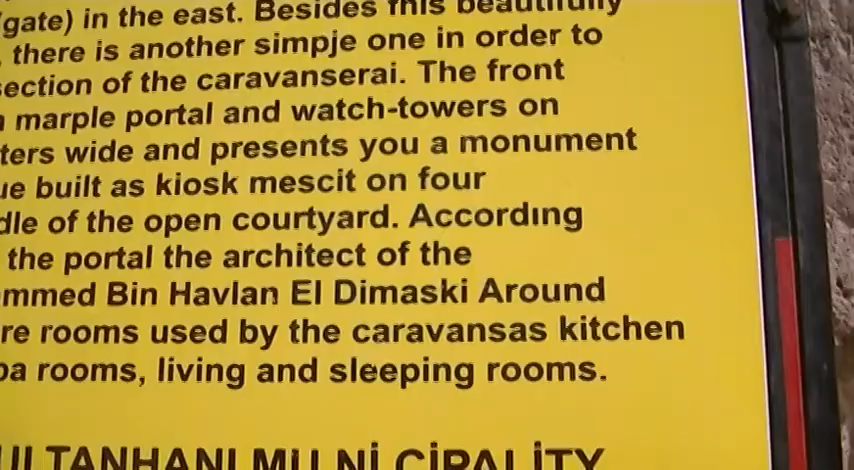 gate) in the east. Besides this beautifully
there is another simpje one in order to
section of the caravanserai. The front
marple portal and watch-towers on
ters wide and presents you a monument
ue built as kiosk mescit on four
dle of the open courtyard. Accordıng
the portal the architect of the
mmed Bin Havlan El Dimaski Around
re rooms used by the caravansas kitchen
pa rooms, living and sleeping rooms.
ULTANHANI MUNİCİPALİTY